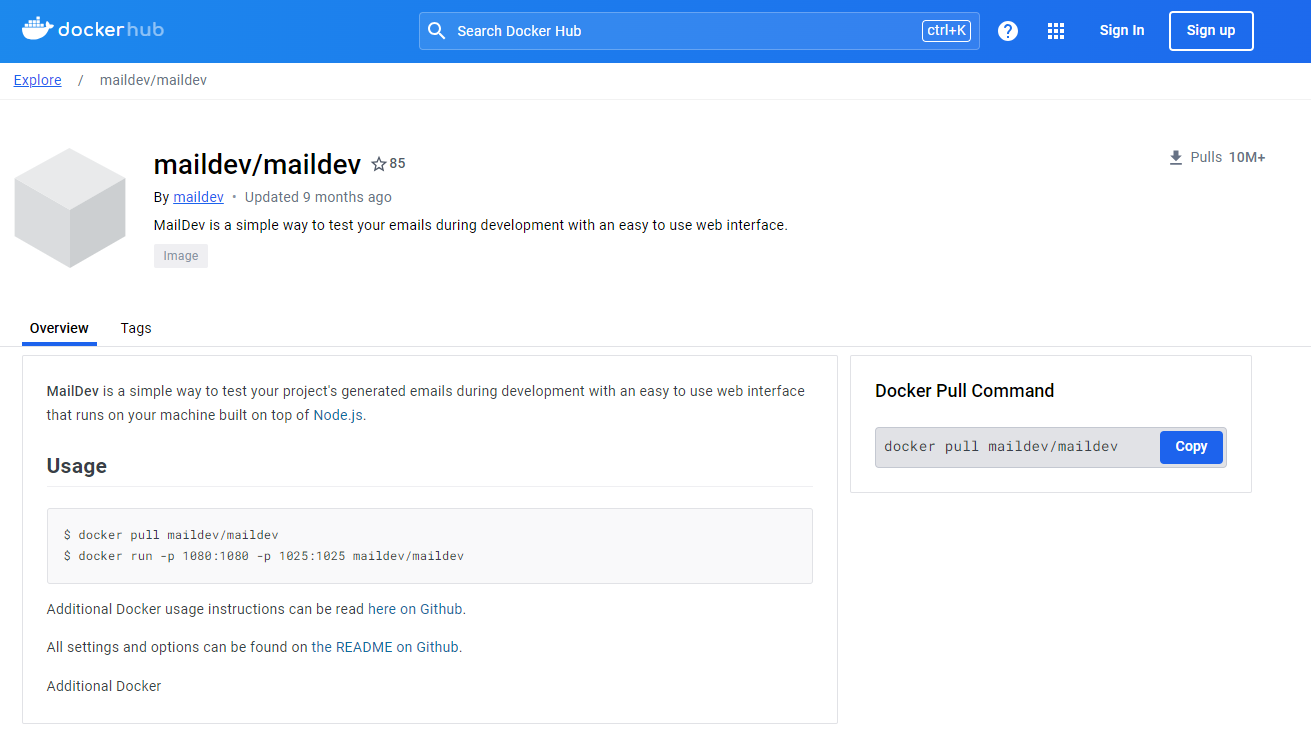 dockerhub
Search Docker Hub
ctrl+K
?
Sign In
Sign up
Explore / maildev/maildev
maildev/maildev 85
Pulls 10M+
By maildev • Updated 9 months ago
MailDev is a simple way to test your emails during development with an easy to use web interface.
Image
Overview
Tags
MailDev is a simple way to test your project's generated emails during development with an easy to use web interface
that runs on your machine built on top of Node.js.
Usage
$ docker pull maildev/maildev
$ docker run -p 1080:1080 -p 1025:1025 maildev/maildev
Additional Docker usage instructions can be read here on Github.
All settings and options can be found on the README on Github.
Additional Docker
Docker Pull Command
docker pull maildev/maildev
Copy